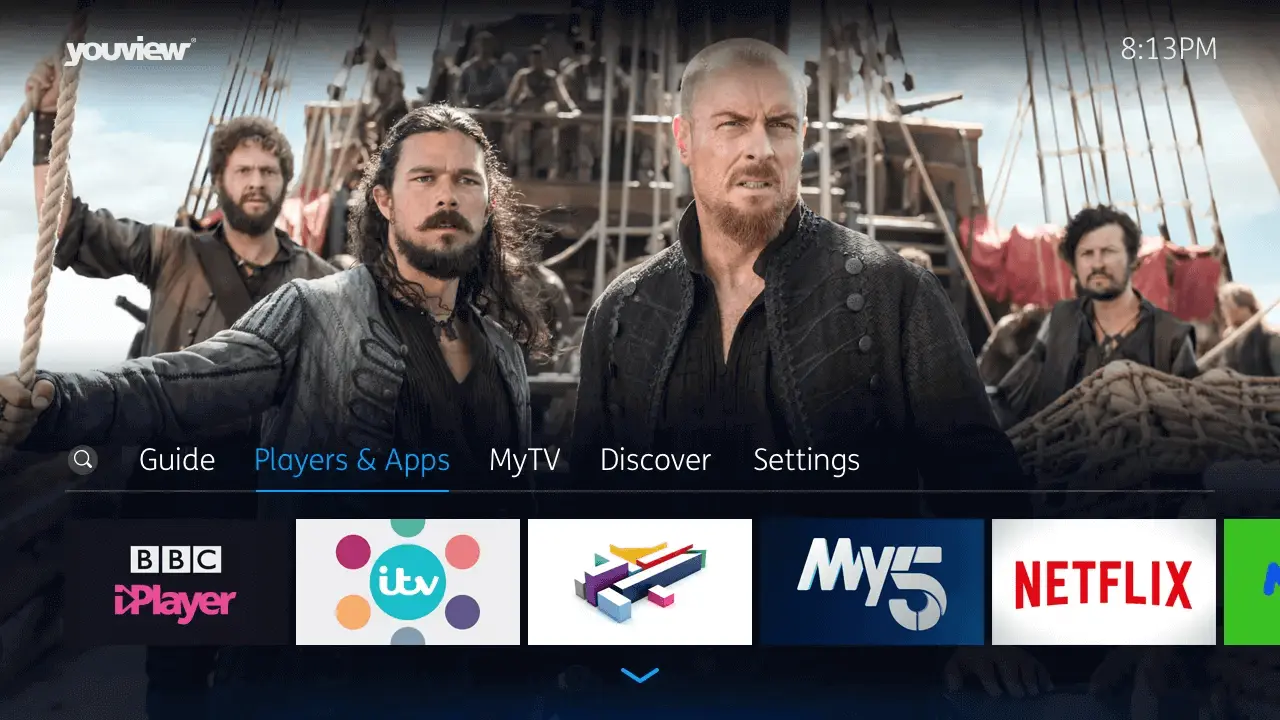 youview®
8:13PM
Guide Players & Apps MyTV Discover Settings
BBC
iPlayer
itv
My5
NETFLIX